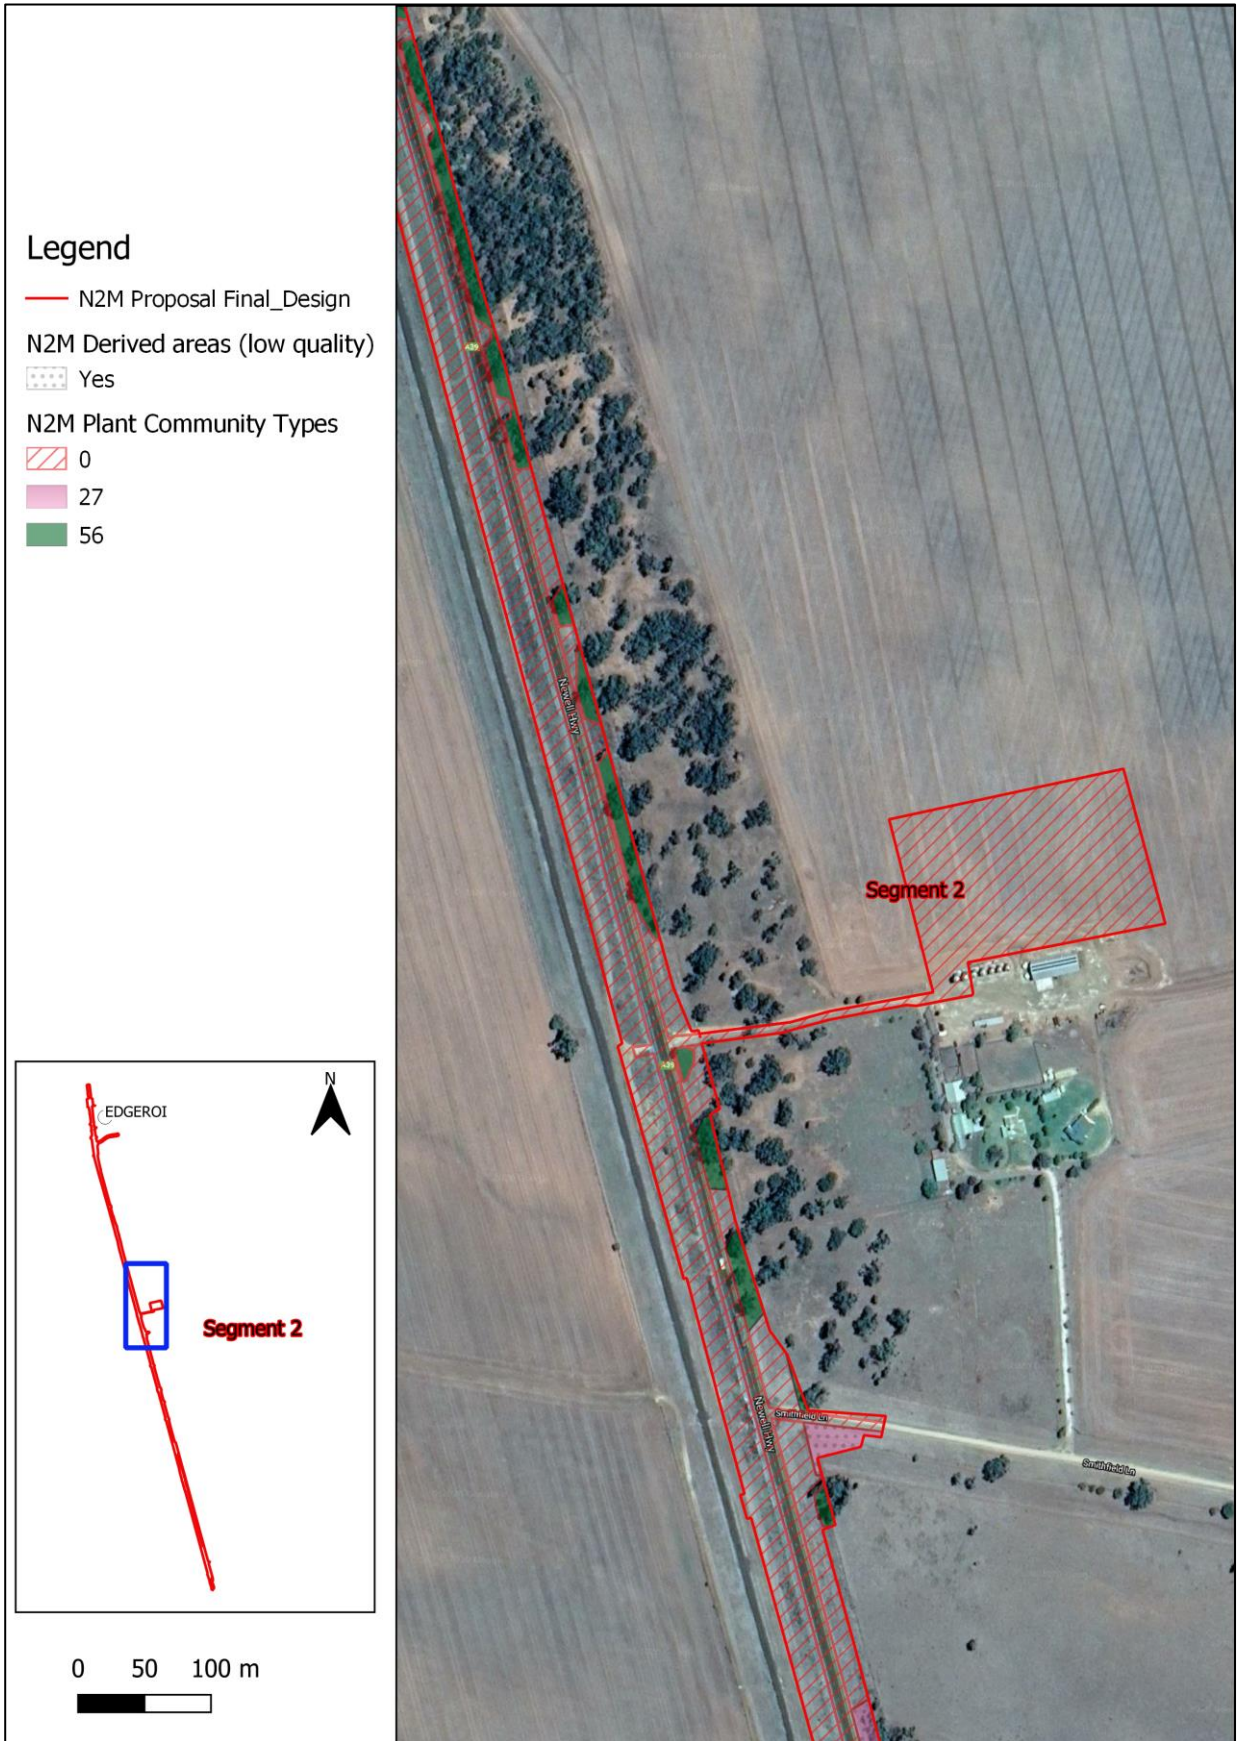 Legend
N2M Proposal Final_Design
N2M Derived areas (low quality)
Yes
N2M Plant Community Types
0
27
56
Newell Hwy
Segment 2
N
EDGEROI
Segment 2
Newell Hwy
Smithfield Ln
Smithfield Ln
0 50 100 m